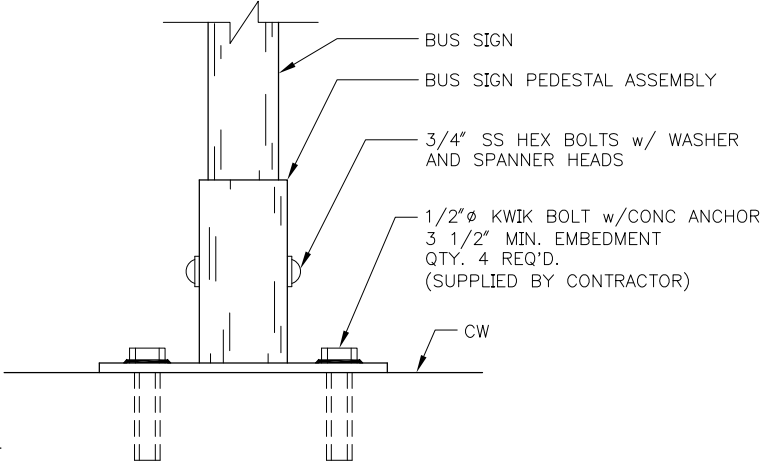 BUS SIGN
BUS SIGN PEDESTAL ASSEMBLY
3/4" SS HEX BOLTS w/ WASHER
AND SPANNER HEADS
1/2"ø KWIK BOLT w/CONC ANCHOR
3 1/2" MIN. EMBEDMENT
QTY. 4 REQ'D.
(SUPPLIED BY CONTRACTOR)
CW